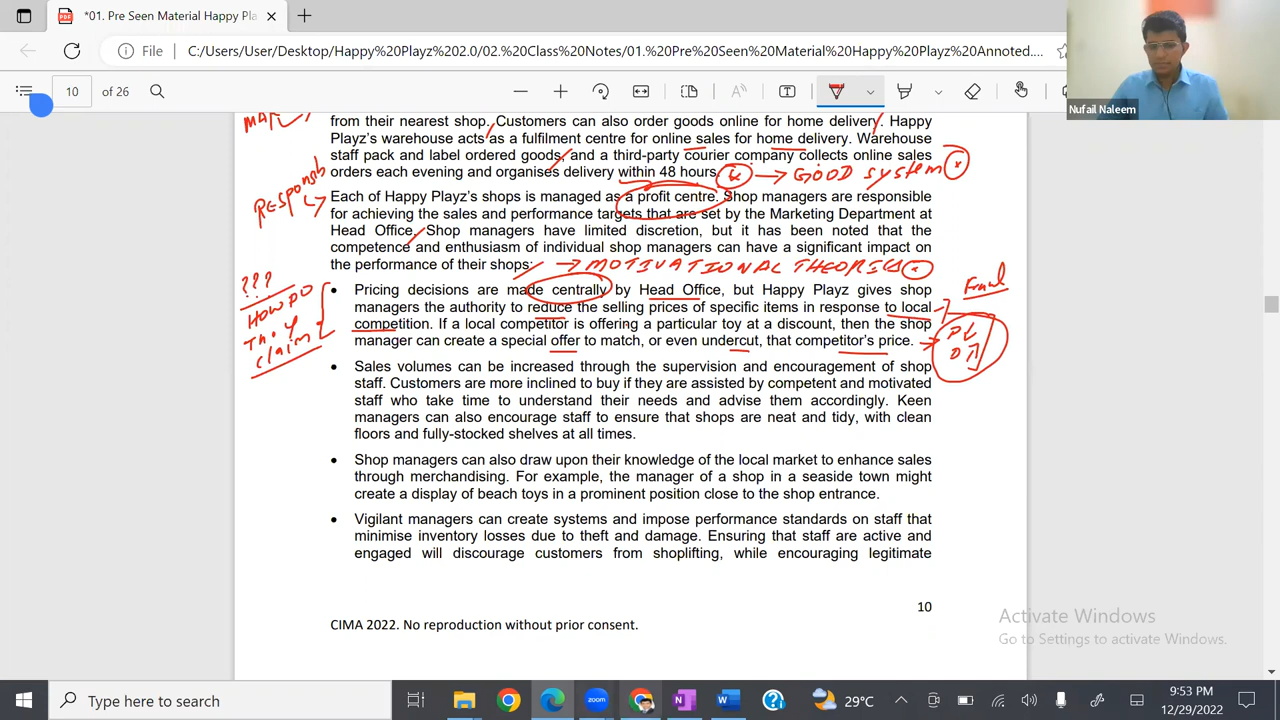 *01. Pre Seen Material Happy Pla
File
C:/Users/User/Desktop/Happy%20Playz%202.0/02.%20Class%20Notes/01.%20Pre%20Seen%20Material%20Happy%20Playz%20Annoted....
10 of 26
Nufail Naleem
from their nearest shop. Customers can also order goods online for home delivery. Happy
Playz's warehouse acts as a fulfilment centre for online sales for home delivery. Warehouse
staff pack and label ordered goods, and a third-party courier company collects online sales
orders each evening and organises delivery within 48 hours.
→ GOOD system
RESPONSIB
Each of Happy Playz's shops is managed as a profit centre. Shop managers are responsible
for achieving the sales and performance targets that are set by the Marketing Department at
Head Office. Shop managers have limited discretion, but it has been noted that the
competence and enthusiasm of individual shop managers can have a significant impact on
the performance of their shops:
→ MOTIVATIONAL THEORIES
???
HOW DO
Thy
claim
Fraud
• Pricing decisions are made centrally by Head Office, but Happy Playz gives shop
managers the authority to reduce the selling prices of specific items in response to local
competition. If a local competitor is offering a particular toy at a discount, then the shop
manager can create a special offer to match, or even undercut, that competitor's price.
P↓
D↑
• Sales volumes can be increased through the supervision and encouragement of shop
staff. Customers are more inclined to buy if they are assisted by competent and motivated
staff who take time to understand their needs and advise them accordingly. Keen
managers can also encourage staff to ensure that shops are neat and tidy, with clean
floors and fully-stocked shelves at all times.
• Shop managers can also draw upon their knowledge of the local market to enhance sales
through merchandising. For example, the manager of a shop in a seaside town might
create a display of beach toys in a prominent position close to the shop entrance.
• Vigilant managers can create systems and impose performance standards on staff that
minimise inventory losses due to theft and damage. Ensuring that staff are active and
engaged will discourage customers from shoplifting, while encouraging legitimate
10
CIMA 2022. No reproduction without prior consent.
Activate Windows
Go to Settings to activate Windows.
Type here to search
29°C
9:53 PM
12/29/2022